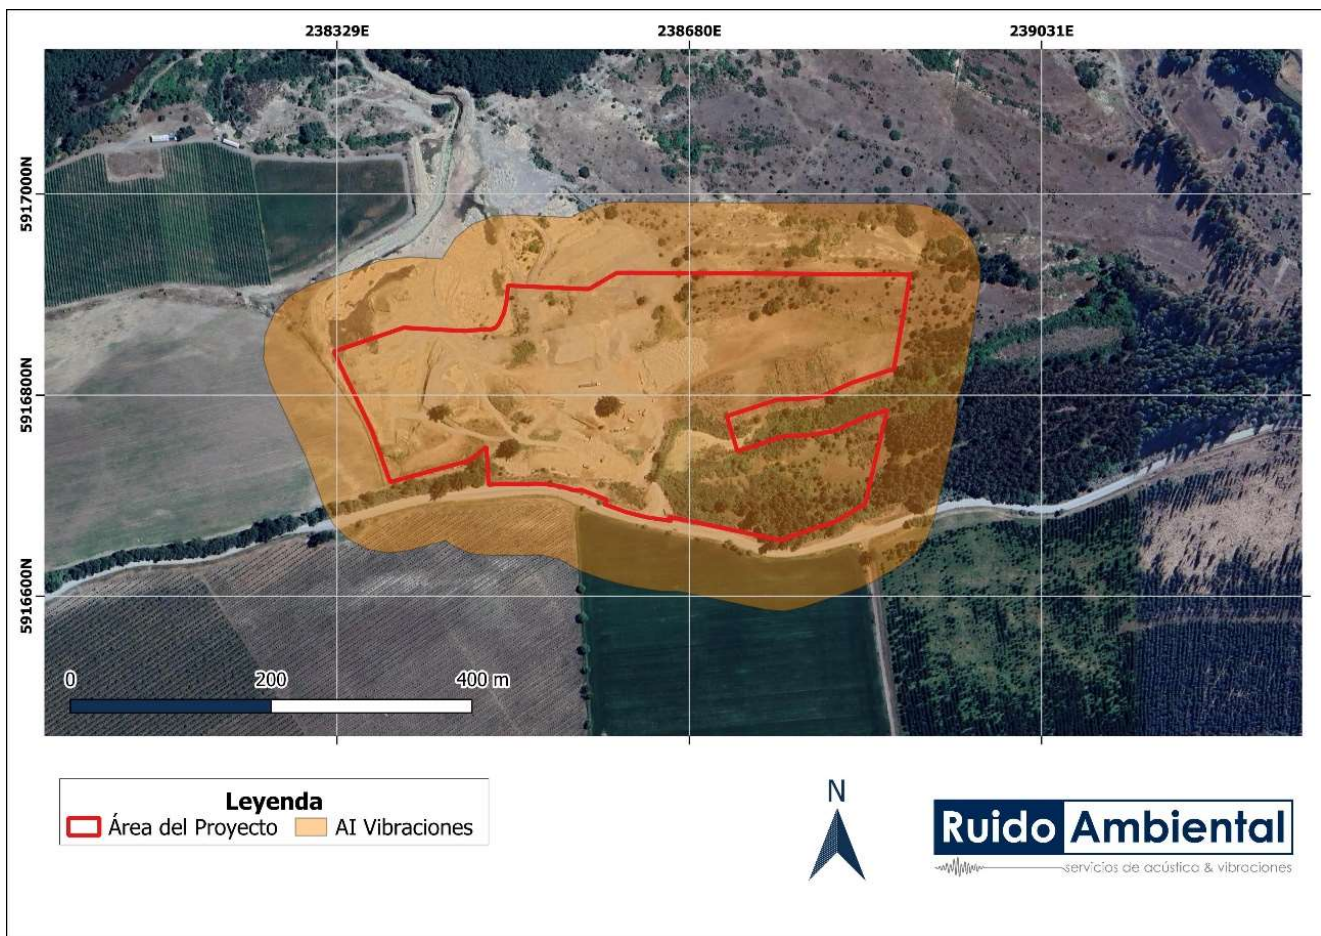 238329E 238680E 239031E
5917000N
5916800N
5916600N
0 200 400 m
Leyenda
Área del Proyecto AI Vibraciones
N
Ruido Ambiental
servicios de acústica & vibraciones